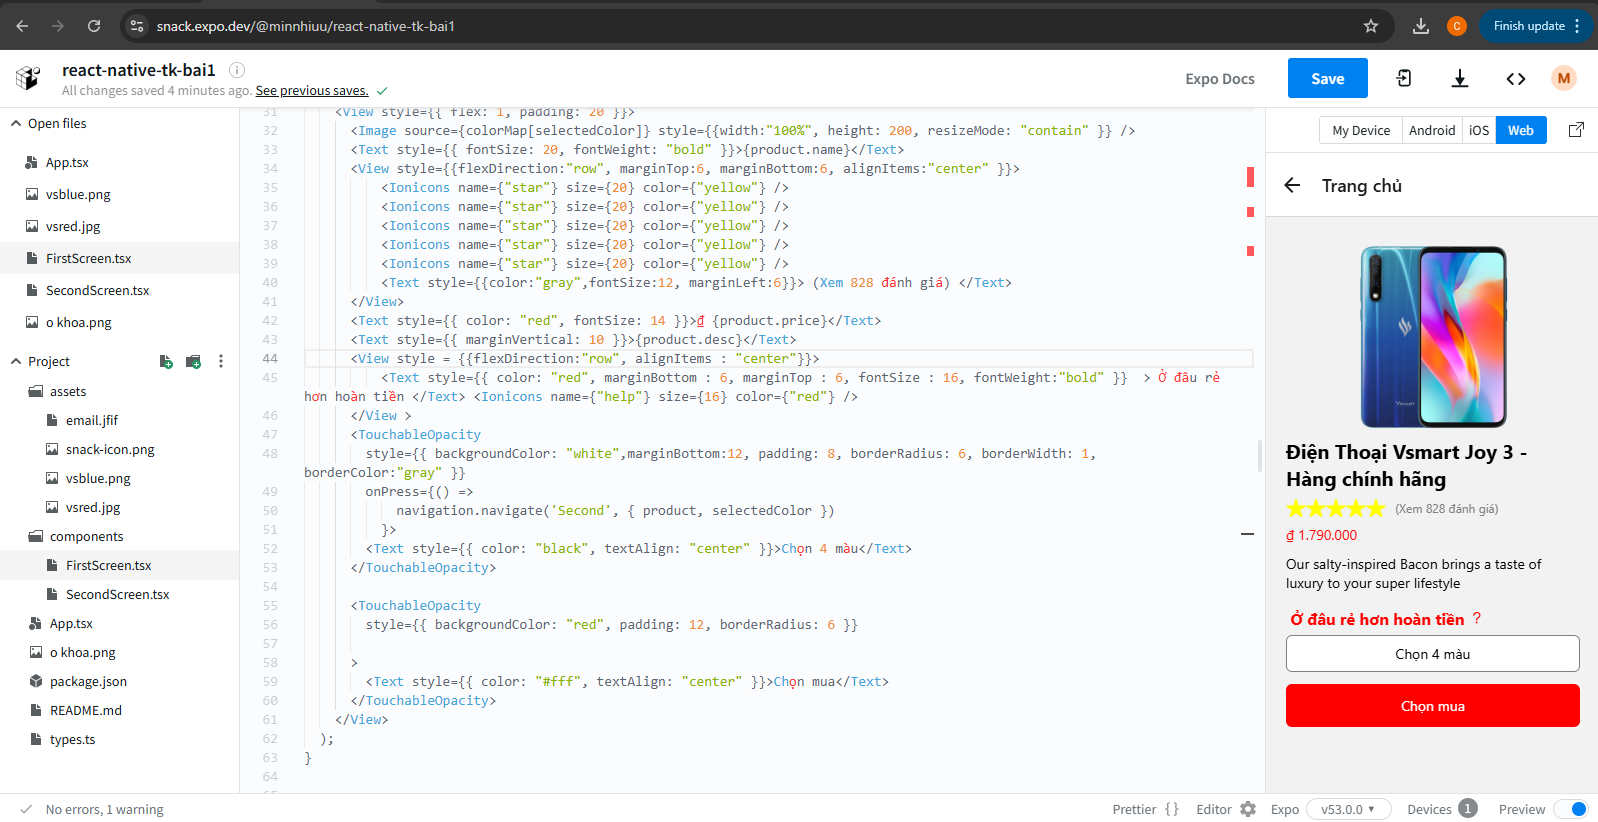 snack.expo.dev/@minnhiuu/react-native-tk-bai1
C
Finish update
react-native-tk-bai1
All changes saved 4 minutes ago. See previous saves.
Expo Docs
Save
M
Open files
App.tsx
vsblue.png
vsred.jpg
FirstScreen.tsx
SecondScreen.tsx
o khoa.png
Project
assets
email.jfif
snack-icon.png
vsblue.png
vsred.jpg
components
FirstScreen.tsx
SecondScreen.tsx
App.tsx
o khoa.png
package.json
README.md
types.ts
31 <View style={{ flex: 1, padding: 20 }}>
32 <Image source={colorMap[selectedColor]} style={{width:"100%", height: 200, resizeMode: "contain" }} />
33 <Text style={{ fontSize: 20, fontWeight: "bold" }}>{product.name}</Text>
34 <View style={{flexDirection:"row", marginTop:6, marginBottom:6, alignItems:"center" }}>
35 <Ionicons name={"star"} size={20} color={"yellow"} />
36 <Ionicons name={"star"} size={20} color={"yellow"} />
37 <Ionicons name={"star"} size={20} color={"yellow"} />
38 <Ionicons name={"star"} size={20} color={"yellow"} />
39 <Ionicons name={"star"} size={20} color={"yellow"} />
40 <Text style={{color:"gray",fontSize:12, marginLeft:6}}> (Xem 828 đánh giá) </Text>
41 </View>
42 <Text style={{ color: "red", fontSize: 14 }}>₫ {product.price}</Text>
43 <Text style={{ marginVertical: 10 }}>{product.desc}</Text>
44 <View style = {{flexDirection:"row", alignItems : "center"}}>
45 <Text style={{ color: "red", marginBottom : 6, marginTop : 6, fontSize : 16, fontWeight:"bold" }}  > Ở đâu rẻ
hơn hoàn tiền </Text> <Ionicons name={"help"} size={16} color={"red"} />
46 </View >
47 <TouchableOpacity
48 style={{ backgroundColor: "white",marginBottom:12, padding: 8, borderRadius: 6, borderWidth: 1,
borderColor:"gray" }}
49 onPress={() =>
50 navigation.navigate('Second', { product, selectedColor })
51 }>
52 <Text style={{ color: "black", textAlign: "center" }}>Chọn 4 màu</Text>
53 </TouchableOpacity>
54
55 <TouchableOpacity
56 style={{ backgroundColor: "red", padding: 12, borderRadius: 6 }}
57
58 >
59 <Text style={{ color: "#fff", textAlign: "center" }}>Chọn mua</Text>
60 </TouchableOpacity>
61 </View>
62 );
63 }
64
My Device
Android
iOS
Web
Trang chủ
Vsmart
Điện Thoại Vsmart Joy 3 -
Hàng chính hãng
(Xem 828 đánh giá)
₫ 1.790.000
Our salty-inspired Bacon brings a taste of
luxury to your super lifestyle
Ở đâu rẻ hơn hoàn tiền ?
Chọn 4 màu
Chọn mua
No errors, 1 warning
Prettier { }
Editor
Expo
v53.0.0
Devices 1
Preview